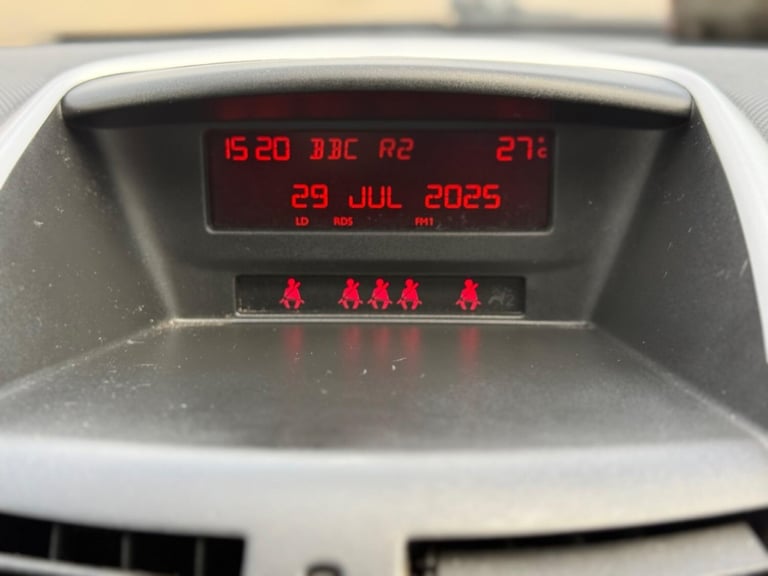 15 20 BBC R2 27°C
29 JUL 2025
LD RDS FM1